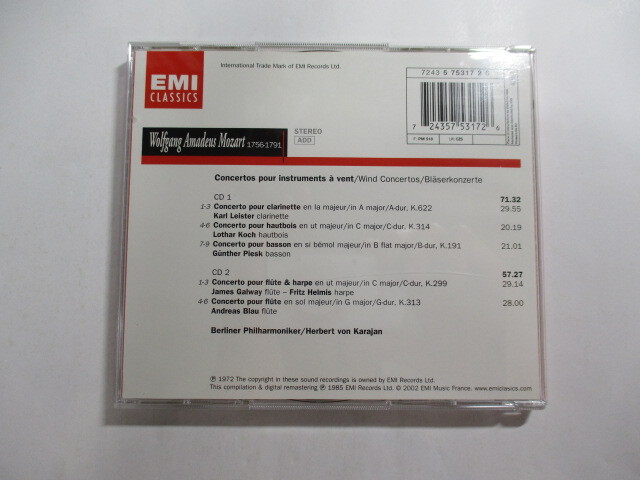 EMI
CLASSICS
International Trade Mark of EMI Records Ltd.
7243 5 75317 2
7 24357 53172 6
Wolfgang Amadeus Mozart 1756-1791
STEREO
ADD
Concertos pour instruments à vent/Wind Concertos/Bläserkonzerte
CD 1 71.32
1-3 Concerto pour clarinette en la majeur/in A major/A-dur, K.622 29.55
Karl Leister clarinette
4-6 Concerto pour hautbois en ut majeur/in C major/C-dur, K.314 20.19
Lothar Koch hautbois
7-9 Concerto pour basson en si bémol majeur/in B flat major/B-dur, K.191 21.01
Günther Piesk basson
CD 2 57.27
1-3 Concerto pour flûte & harpe en ut majeur/in C major/C-dur, K.299 29.14
James Galway flûte – Fritz Helmis harpe
4-6 Concerto pour flûte en sol majeur/in G major/G-dur, K.313 28.00
Andreas Blau flûte
Berliner Philharmoniker/Herbert von Karajan
℗ 1972 The copyright in these sound recordings is owned by EMI Records Ltd.
This compilation & digital remastering ℗ 1985 EMI Records Ltd. © 2002 EMI Music France. www.emiclassics.com